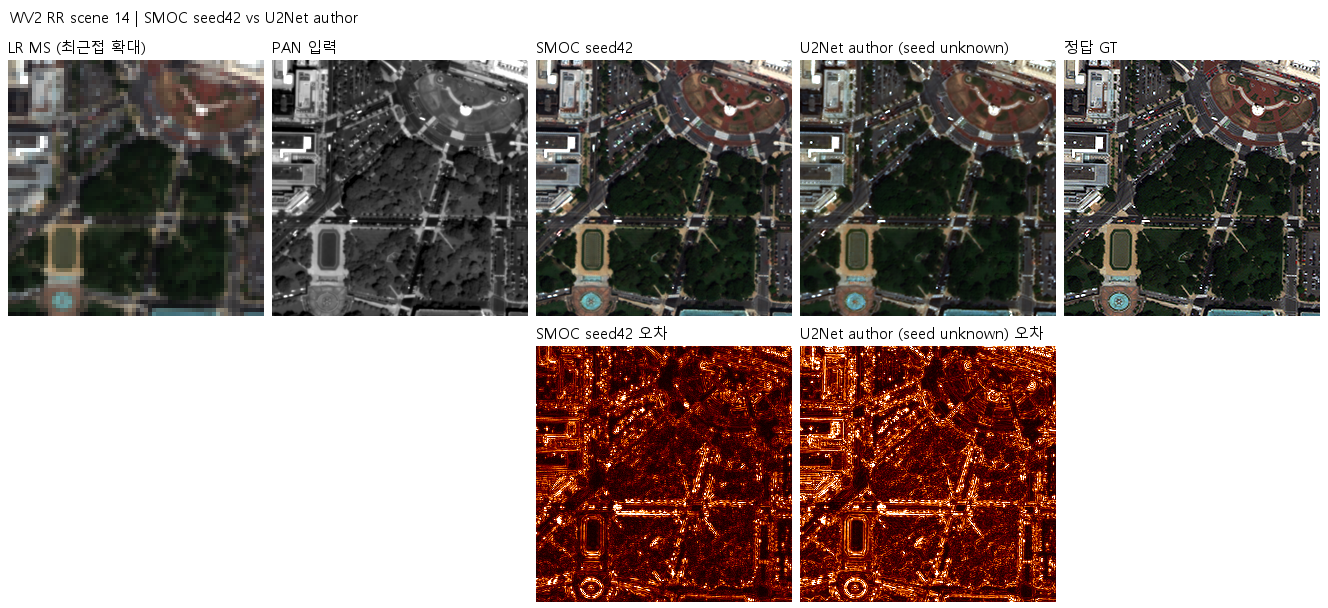 WV2 RR scene 14 | SMOC seed42 vs U2Net author
LR MS (최근접 확대)
PAN 입력
SMOC seed42
U2Net author (seed unknown)
정답 GT
SMOC seed42 오차
U2Net author (seed unknown) 오차